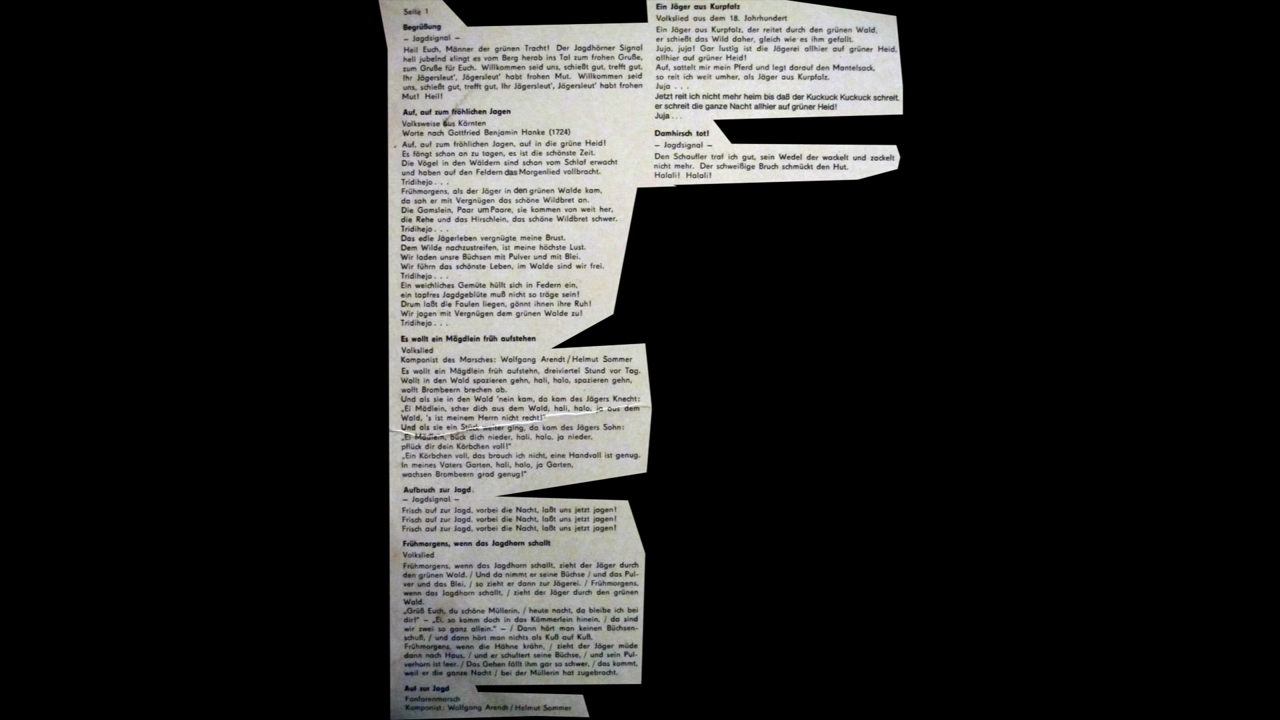 Seite 1
Begrüßung
– Jagdsignal –
Heil Euch, Männer der grünen Tracht! Der Jagdhörner Signal
hell jubelnd klingt es vom Berg herab ins Tal zum frohen Gruße,
zum Gruße für Euch. Willkommen seid uns, schießt gut, trefft gut,
Ihr Jägersleut', Jägersleut' habt frohen Mut. Willkommen seid
uns, schießt gut, trefft gut, Ihr Jägersleut', Jägersleut' habt frohen
Mut! Heil!
Auf, auf zum fröhlichen Jagen
Volksweise aus Kärnten
Worte nach Gottfried Benjamin Hanke (1724)
Auf, auf zum fröhlichen Jagen, auf in die grüne Heid!
Es fängt schon an zu tagen, es ist die schönste Zeit.
Die Vögel in den Wäldern sind schon vom Schlaf erwacht
und haben auf den Feldern das Morgenlied vollbracht.
Tridihejo . . .
Frühmorgens, als der Jäger in den grünen Walde kam,
da sah er mit Vergnügen das schöne Wildbret an.
Die Gamslein, Paar um Paare, sie kommen von weit her,
die Rehe und das Hirschlein, das schöne Wildbret schwer.
Tridihejo . . .
Das edle Jägerleben vergnügte meine Brust.
Dem Wilde nachzustreifen, ist meine höchste Lust.
Wir laden unsre Büchsen mit Pulver und mit Blei.
Wir führn das schönste Leben, im Walde sind wir frei.
Tridihejo . . .
Ein weichliches Gemüte hüllt sich in Federn ein,
ein tapfres Jagdgeblüte muß nicht so träge sein!
Drum laßt die Faulen liegen, gönnt ihnen ihre Ruh!
Wir jagen mit Vergnügen dem grünen Walde zu!
Tridihejo . . .
Es wollt ein Mägdlein früh aufstehen
Volkslied
Komponist des Marsches: Wolfgang Arendt / Helmut Sommer
Es wollt ein Mägdlein früh aufstehn, dreiviertel Stund vor Tag.
Wollt in den Wald spazieren gehn, hali, halo, spazieren gehn,
wollt Brombeern brechen ab.
Und als sie in den Wald 'nein kam, da kam des Jägers Knecht:
„Ei Mädlein, scher dich aus dem Wald, hali, halo, ja aus dem
Wald, 's ist meinem Herrn nicht recht!"
Und als sie ein Stück weiter ging, da kam des Jägers Sohn:
„Ei Mädlein, bück dich nieder, hali, halo, ja nieder,
pflück dir dein Körbchen voll!"
„Ein Körbchen voll, das brauch ich nicht, eine Handvoll ist genug.
In meines Vaters Garten, hali, halo, ja Garten,
wachsen Brombeern grad genug!"
Aufbruch zur Jagd
– Jagdsignal –
Frisch auf zur Jagd, vorbei die Nacht, laßt uns jetzt jagen!
Frisch auf zur Jagd, vorbei die Nacht, laßt uns jetzt jagen!
Frisch auf zur Jagd, vorbei die Nacht, laßt uns jetzt jagen!
Frühmorgens, wenn das Jagdhorn schallt
Volkslied
Frühmorgens, wenn das Jagdhorn schallt, zieht der Jäger durch
den grünen Wald. / Und da nimmt er seine Büchse / und das Pul-
ver und das Blei, / so zieht er dann zur Jägerei. / Frühmorgens,
wenn das Jagdhorn schallt, / zieht der Jäger durch den grünen
Wald.
„Grüß Euch, du schöne Müllerin, / heute nacht, da bleibe ich bei
dir!" – „Ei, so komm doch in das Kämmerlein hinein, / da sind
wir zwei so ganz allein." – / Dann hört man keinen Büchsen-
schuß, / und dann hört man nichts als Kuß auf Kuß.
Frühmorgens, wenn die Hähne krähn, / zieht der Jäger müde
dann nach Haus, / und er schultert seine Büchse, / und sein Pul-
verhorn ist leer. / Das Gehen fällt ihm gar so schwer, / das kommt,
weil er die ganze Nacht / bei der Müllerin hat zugebracht.
Auf zur Jagd
Fanfarenmarsch
Komponist: Wolfgang Arendt / Helmut Sommer
Ein Jäger aus Kurpfalz
Volkslied aus dem 18. Jahrhundert
Ein Jäger aus Kurpfalz, der reitet durch den grünen Wald,
er schießt das Wild daher, gleich wie es ihm gefallt.
Juja, juja! Gar lustig ist die Jägerei allhier auf grüner Heid,
allhier auf grüner Heid!
Auf, sattelt mir mein Pferd und legt darauf den Mantelsack,
so reit ich weit umher, als Jäger aus Kurpfalz.
Juja . . .
Jetzt reit ich nicht mehr heim bis daß der Kuckuck Kuckuck schreit,
er schreit die ganze Nacht allhier auf grüner Heid!
Juja . . .
Damhirsch tot!
– Jagdsignal –
Den Schaufler traf ich gut, sein Wedel der wackelt und zackelt
nicht mehr. Der schweißige Bruch schmückt den Hut.
Halali! Halali!